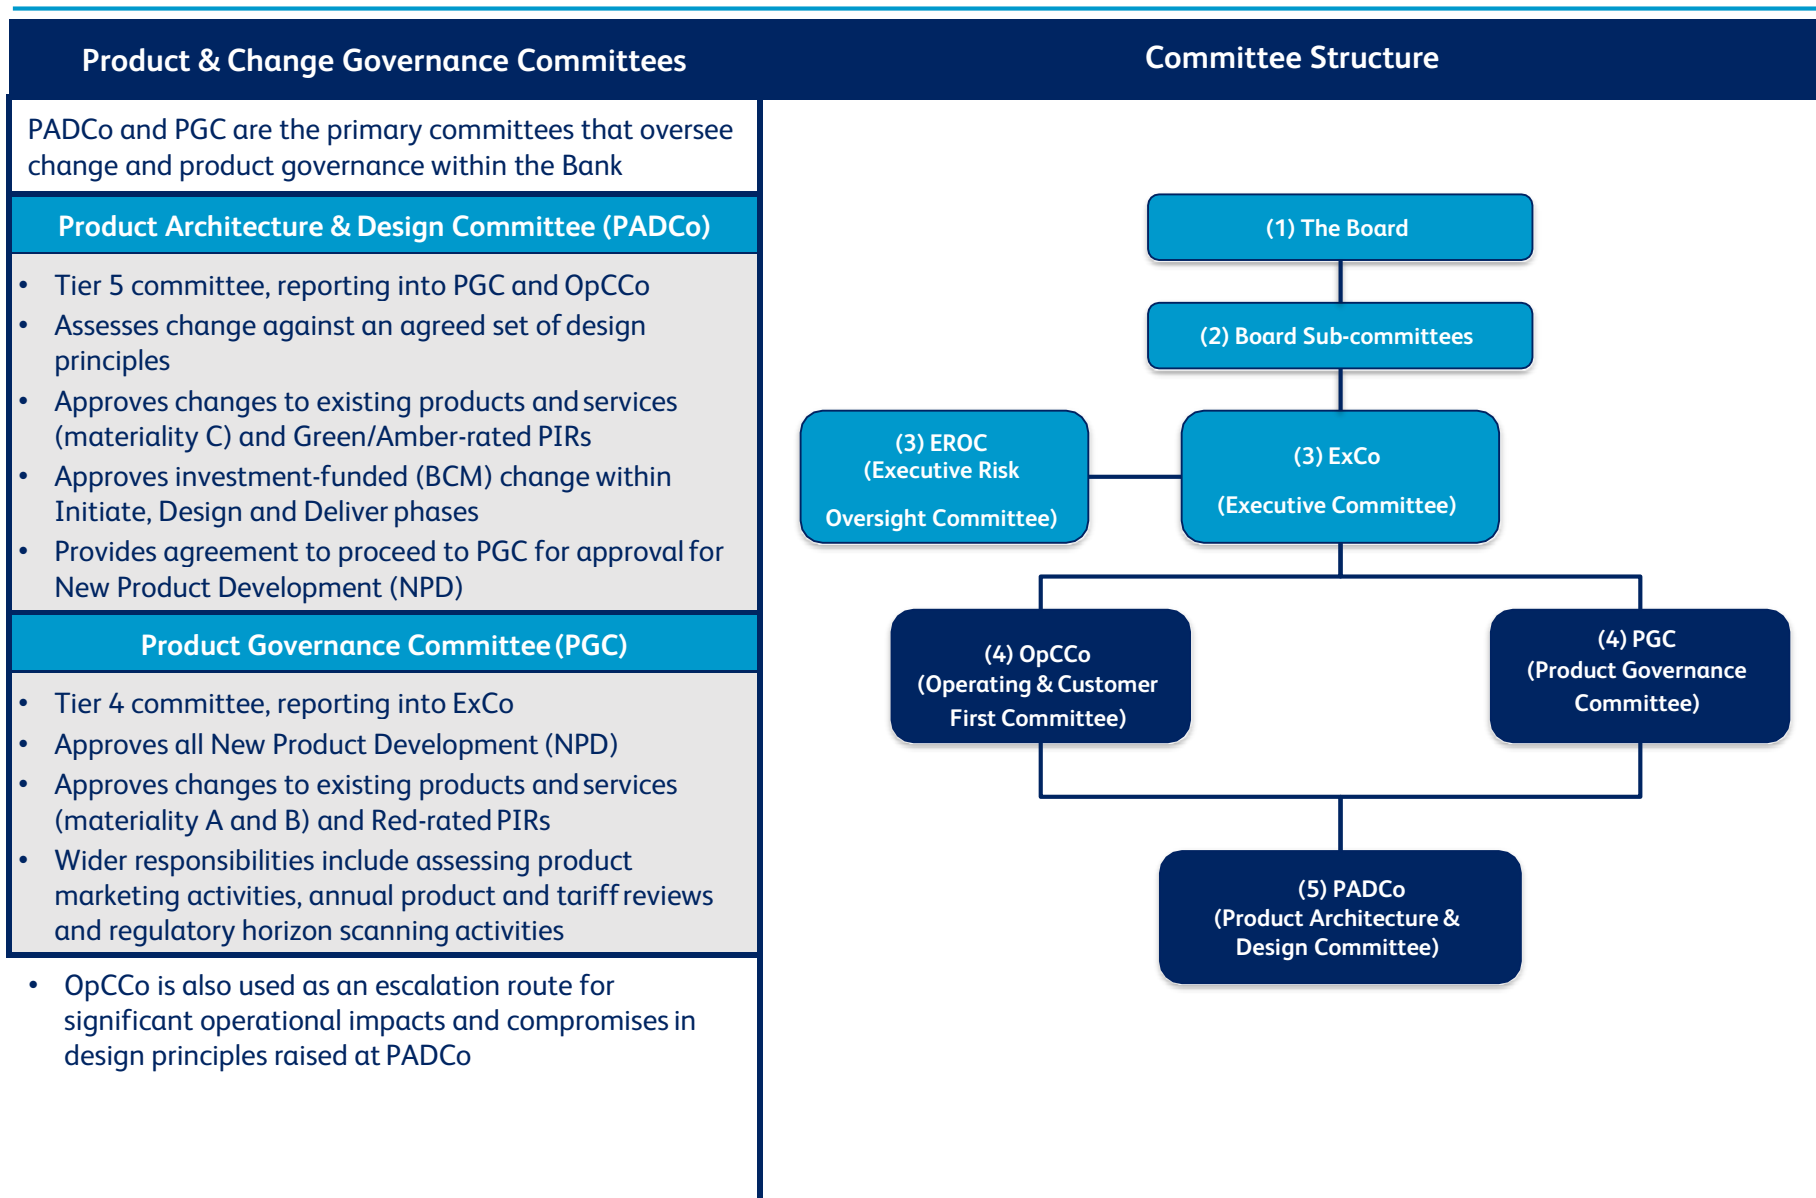 Product & Change Governance Committees
Committee Structure
PADCo and PGC are the primary committees that oversee
change and product governance within the Bank
Product Architecture & Design Committee (PADCo)
• Tier 5 committee, reporting into PGC and OpCCo
• Assesses change against an agreed set of design
principles
• Approves changes to existing products and services
(materiality C) and Green/Amber-rated PIRs
• Approves investment-funded (BCM) change within
Initiate, Design and Deliver phases
• Provides agreement to proceed to PGC for approval for
New Product Development (NPD)
Product Governance Committee (PGC)
• Tier 4 committee, reporting into ExCo
• Approves all New Product Development (NPD)
• Approves changes to existing products and services
(materiality A and B) and Red-rated PIRs
• Wider responsibilities include assessing product
marketing activities, annual product and tariff reviews
and regulatory horizon scanning activities
• OpCCo is also used as an escalation route for
significant operational impacts and compromises in
design principles raised at PADCo
(1) The Board
(2) Board Sub-committees
(3) EROC
(Executive Risk
Oversight Committee)
(3) ExCo
(Executive Committee)
(4) OpCCo
(Operating & Customer
First Committee)
(4) PGC
(Product Governance
Committee)
(5) PADCo
(Product Architecture &
Design Committee)